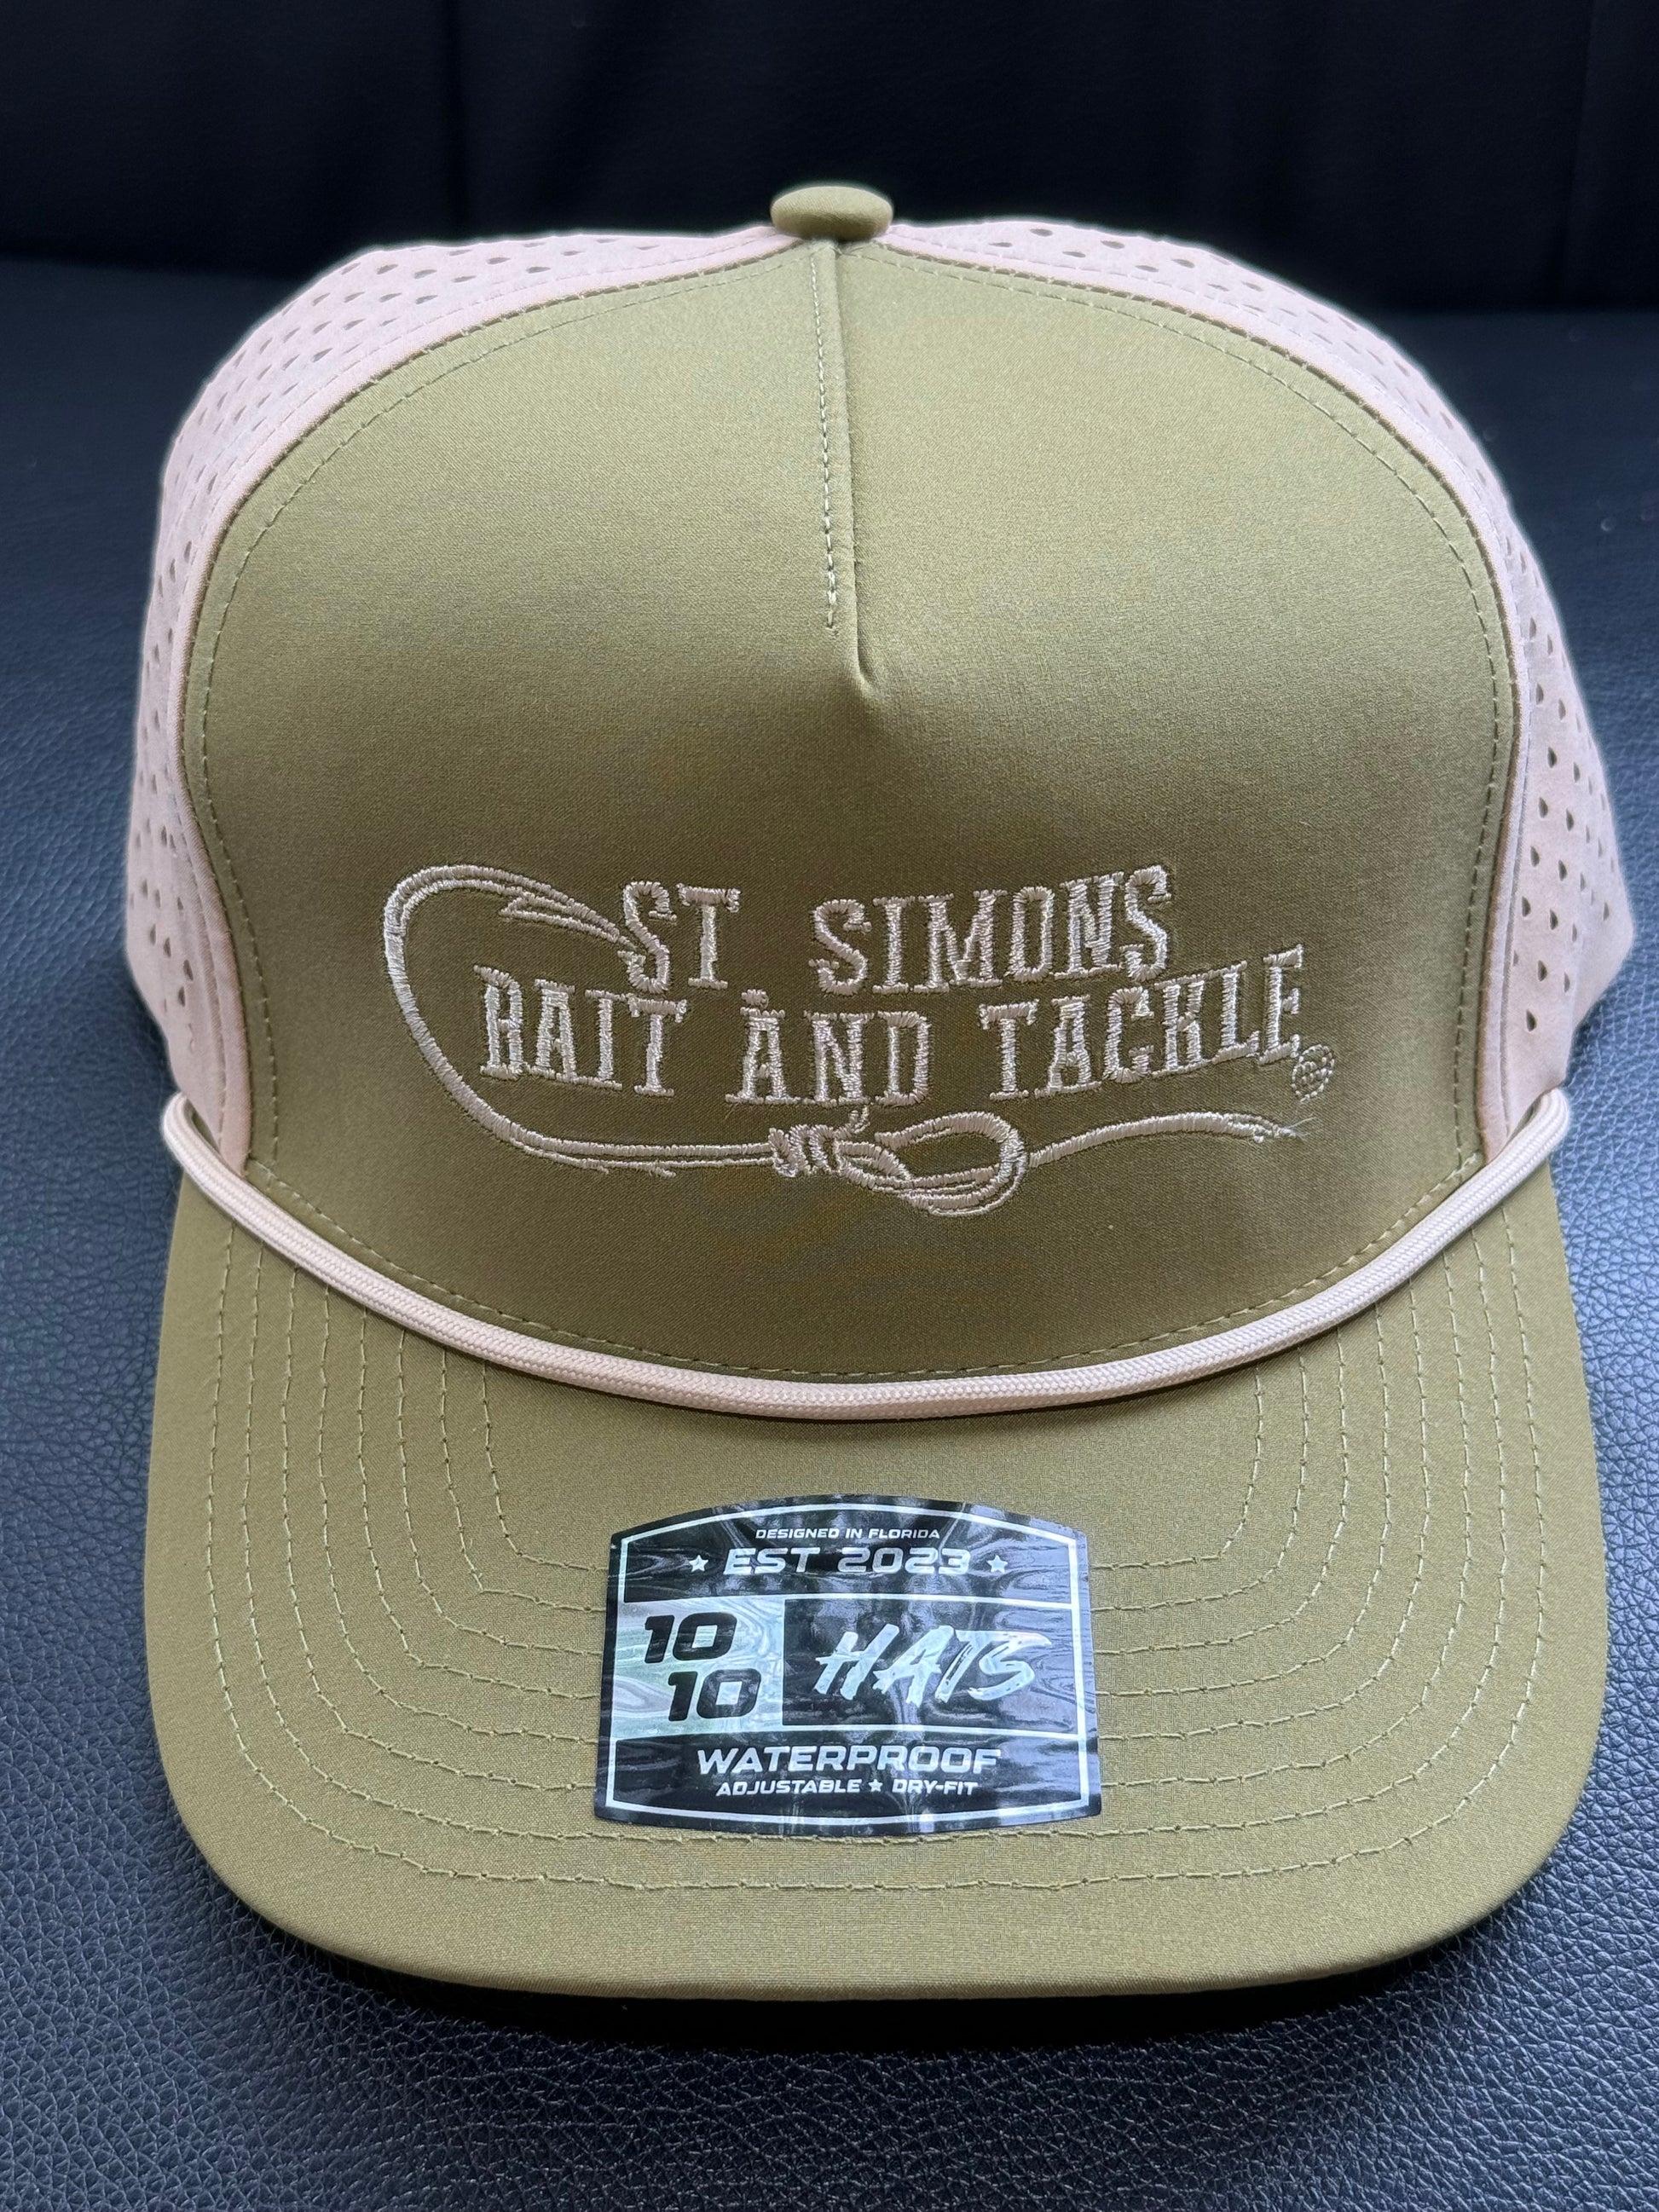 ST. SIMONS
BAIT AND TACKLE
DESIGNED IN FLORIDA
EST 2023
10
10
HATS
WATERPROOF
ADJUSTABLE ★ DRY-FIT